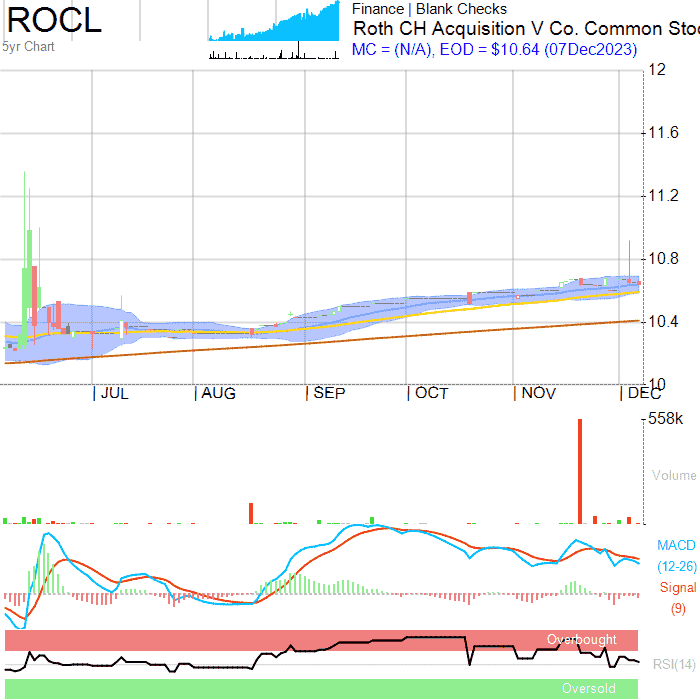 ROCL
5yr Chart
Finance | Blank Checks
Roth CH Acquisition V Co. Common Sto
MC = (N/A), EOD = $10.64 (07Dec2023)
12
11.6
11.2
10.8
10.4
10
JUL
AUG
SEP
OCT
NOV
DEC
558k
Volume
MACD
(12-26)
Signal
(9)
Overbought
RSI(14)
Oversold